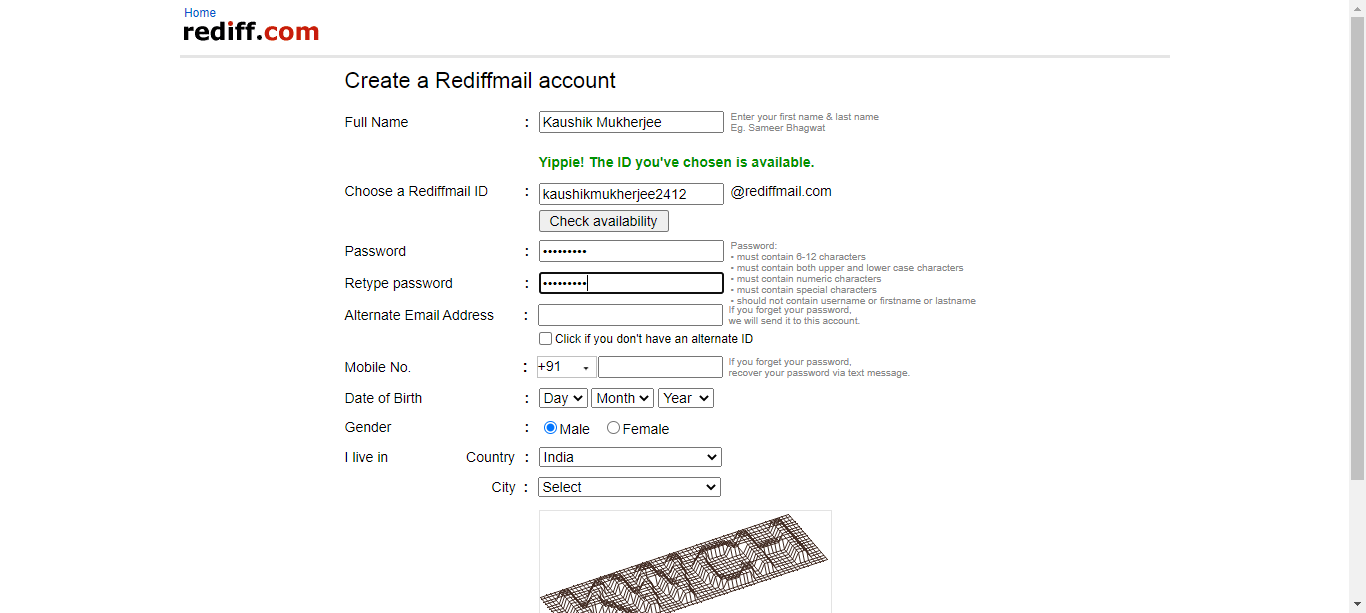 Home
rediff.com
Create a Rediffmail account
Full Name : Kaushik Mukherjee Enter your first name & last name
Eg. Sameer Bhagwat
Yippie! The ID you've chosen is available.
Choose a Rediffmail ID : kaushikmukherjee2412 @rediffmail.com
Check availability
Password : ••••••••• Password:
• must contain 6-12 characters
• must contain both upper and lower case characters
Retype password : ••••••••• • must contain numeric characters
• must contain special characters
• should not contain username or firstname or lastname
Alternate Email Address : If you forget your password,
we will send it to this account.
Click if you don't have an alternate ID
Mobile No. : +91 If you forget your password,
recover your password via text message.
Date of Birth : Day Month Year
Gender : Male Female
I live in Country : India
City : Select